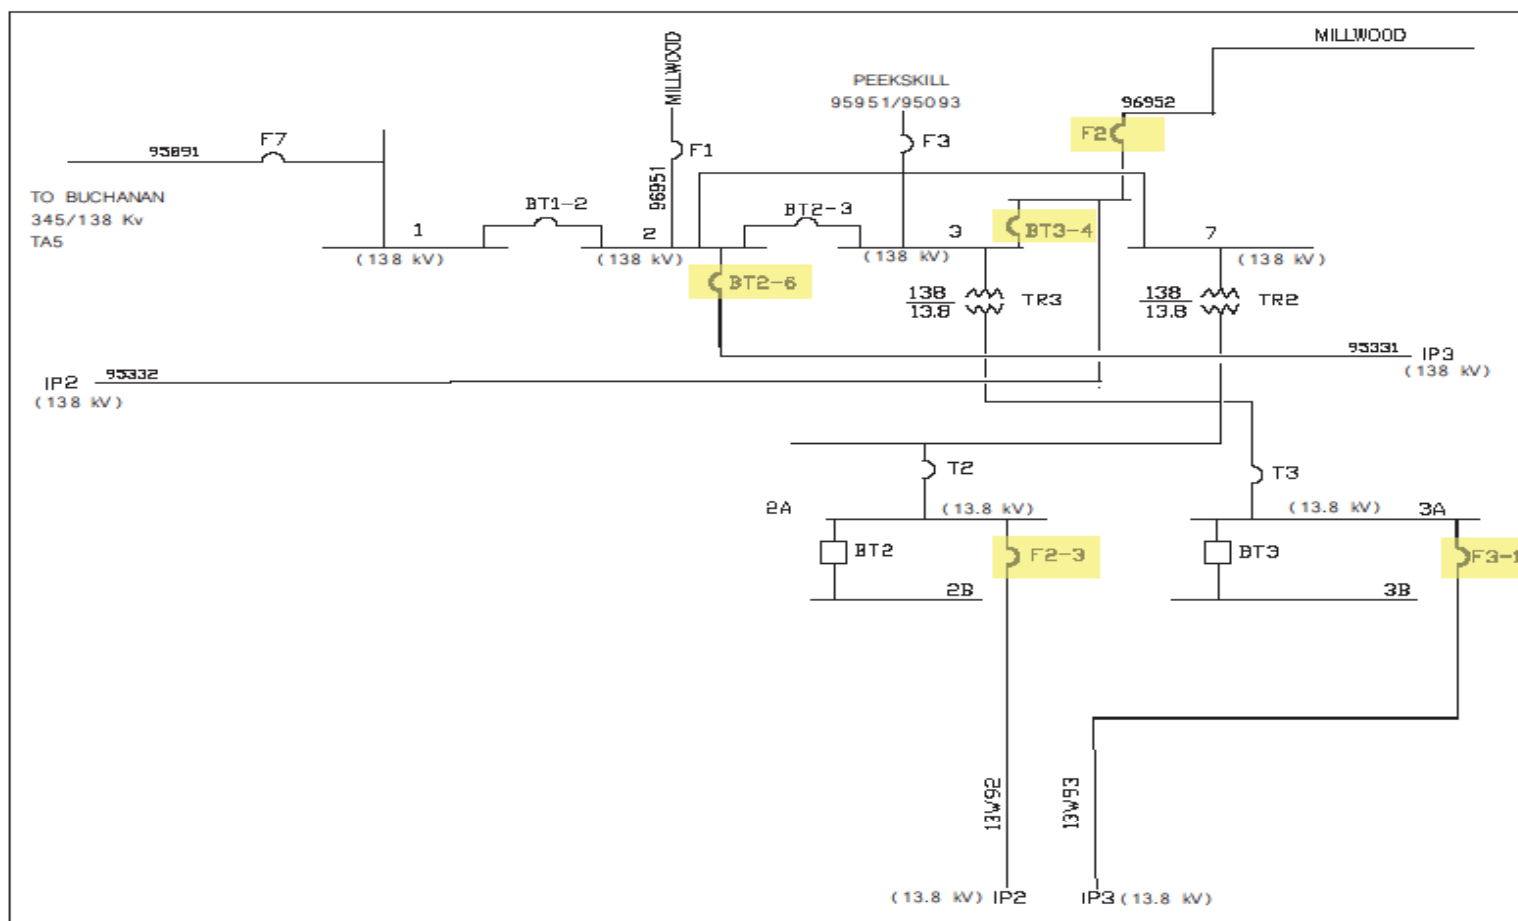 MILLWOOD
MILLWOOD
PEEKSKILL
95951/95093
96952
F2
F7
95891
F1
F3
96951
TO BUCHANAN
345/138 Kv
TA5
BT1-2
BT2-3
BT3-4
1
2
3
7
(138 kV)
(138 kV)
(138 kV)
(138 kV)
BT2-6
138
13.8
TR3
138
13.8
TR2
95331
IP3
(138 kV)
IP2
95332
(138 kV)
T2
T3
2A
(13.8 kV)
(13.8 kV)
3A
BT2
F2-3
BT3
F3-1
2B
3B
13W92
13W93
(13.8 kV) IP2
IP3 (13.8 kV)